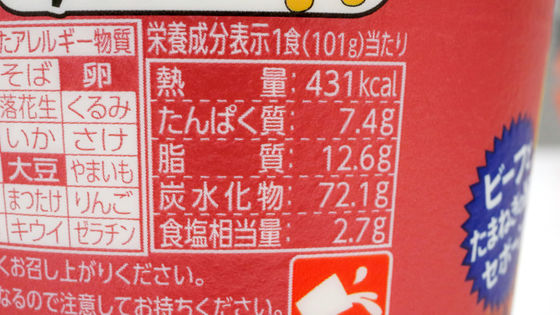 たアレルギー物質
そば 卵
落花生 くるみ
いか さけ
大豆 やまいも
まつたけ りんご
キウイ ゼラチン
栄養成分表示1食(101g)当たり
熱量: 431kcal
たんぱく質: 7.4g
脂質: 12.6g
炭水化物: 72.1g
食塩相当量: 2.7g
くお召し上がりください。
なるので注意してお持ちください。
ビーフ
たまねぎ
セボ